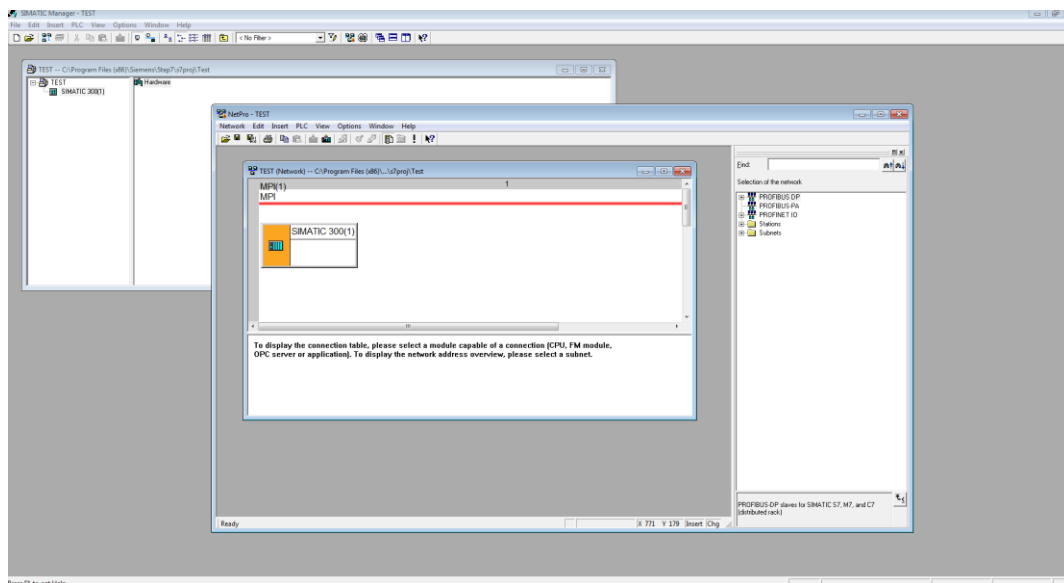 SIMATIC Manager - TEST
File Edit Insert PLC View Options Window Help
< No Filter >
TEST -- C:\Program Files (x86)\Siemens\Step7\s7proj\Test
TEST
SIMATIC 300(1)
Hardware
NetPro - TEST
Network Edit Insert PLC View Options Window Help
TEST (Network) -- C:\Program Files (x86)\...\s7proj\Test
MPI(1)
MPI
1
SIMATIC 300(1)
To display the connection table, please select a module capable of a connection (CPU, FM module,
OPC server or application). To display the network address overview, please select a subnet.
Find:
Selection of the network
PROFIBUS DP
PROFIBUS-PA
PROFINET IO
Stations
Subnets
PROFIBUS-DP slaves for SIMATIC S7, M7, and C7
(distributed rack)
Ready
X 771 Y 179 Insert Chg
Press F1 to get Help.